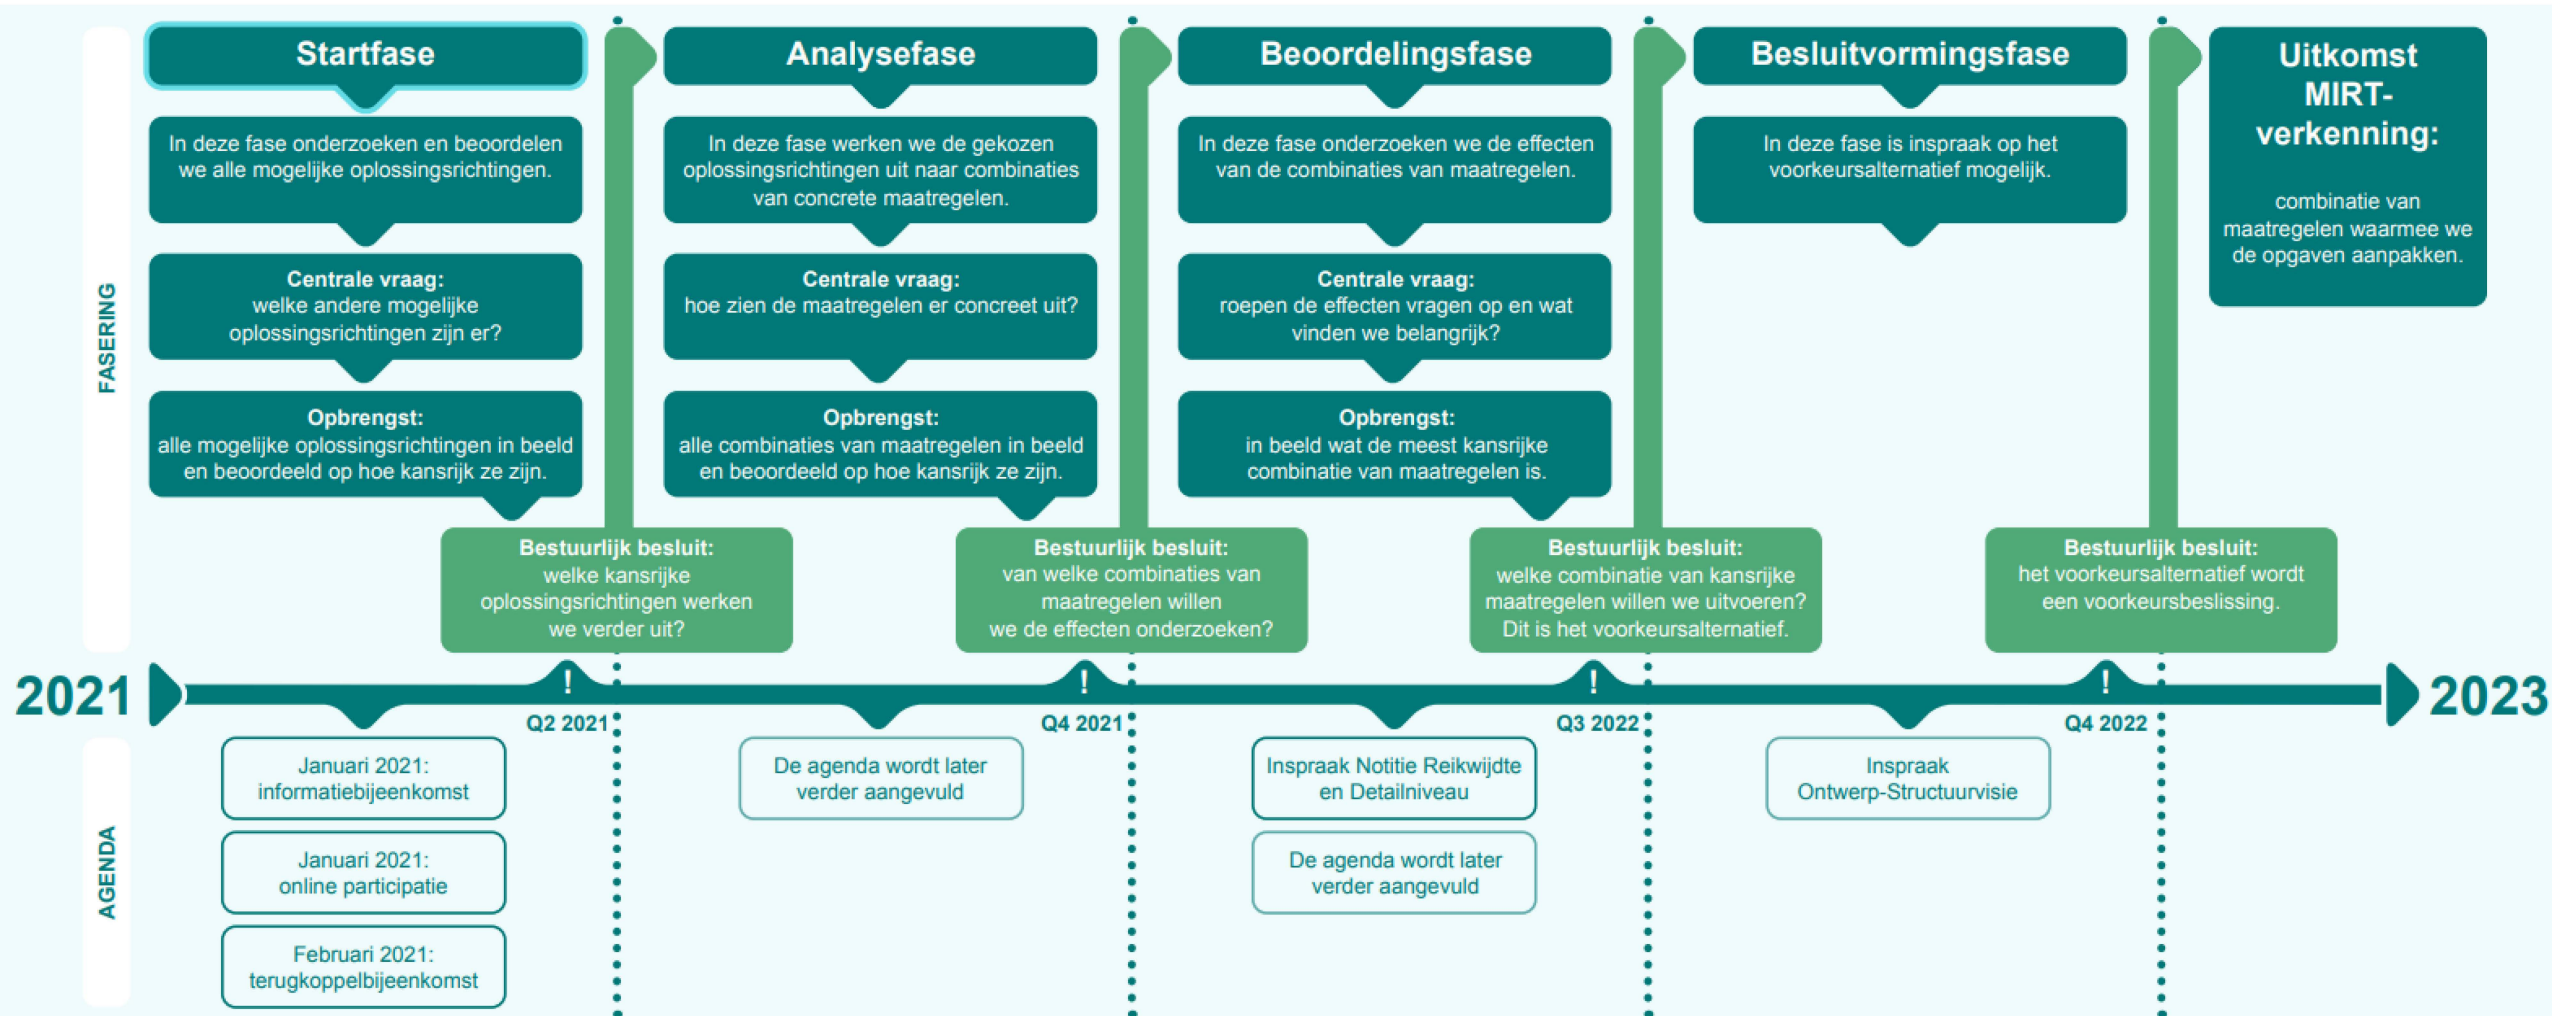 FASERING
Startfase
In deze fase onderzoeken en beoordelen
we alle mogelijke oplossingsrichtingen.
Centrale vraag:
welke andere mogelijke
oplossingsrichtingen zijn er?
Opbrengst:
alle mogelijke oplossingsrichtingen in beeld
en beoordeeld op hoe kansrijk ze zijn.
Bestuurlijk besluit:
welke kansrijke
oplossingsrichtingen werken
we verder uit?
Analysefase
In deze fase werken we de gekozen
oplossingsrichtingen uit naar combinaties
van concrete maatregelen.
Centrale vraag:
hoe zien de maatregelen er concreet uit?
Opbrengst:
alle combinaties van maatregelen in beeld
en beoordeeld op hoe kansrijk ze zijn.
Bestuurlijk besluit:
van welke combinaties van
maatregelen willen
we de effecten onderzoeken?
Beoordelingsfase
In deze fase onderzoeken we de effecten
van de combinaties van maatregelen.
Centrale vraag:
roepen de effecten vragen op en wat
vinden we belangrijk?
Opbrengst:
in beeld wat de meest kansrijke
combinatie van maatregelen is.
Bestuurlijk besluit:
welke combinatie van kansrijke
maatregelen willen we uitvoeren?
Dit is het voorkeursalternatief.
Besluitvormingsfase
In deze fase is inspraak op het
voorkeursalternatief mogelijk.
Bestuurlijk besluit:
het voorkeursalternatief wordt
een voorkeursbeslissing.
Uitkomst
MIRT-
verkenning:
combinatie van
maatregelen waarmee we
de opgaven aanpakken.
2021
!
Q2 2021
!
Q4 2021
!
Q3 2022
!
Q4 2022
2023
AGENDA
Januari 2021:
informatiebijeenkomst
Januari 2021:
online participatie
Februari 2021:
terugkoppelbijeenkomst
De agenda wordt later
verder aangevuld
Inspraak Notitie Reikwijdte
en Detailniveau
De agenda wordt later
verder aangevuld
Inspraak
Ontwerp-Structuurvisie